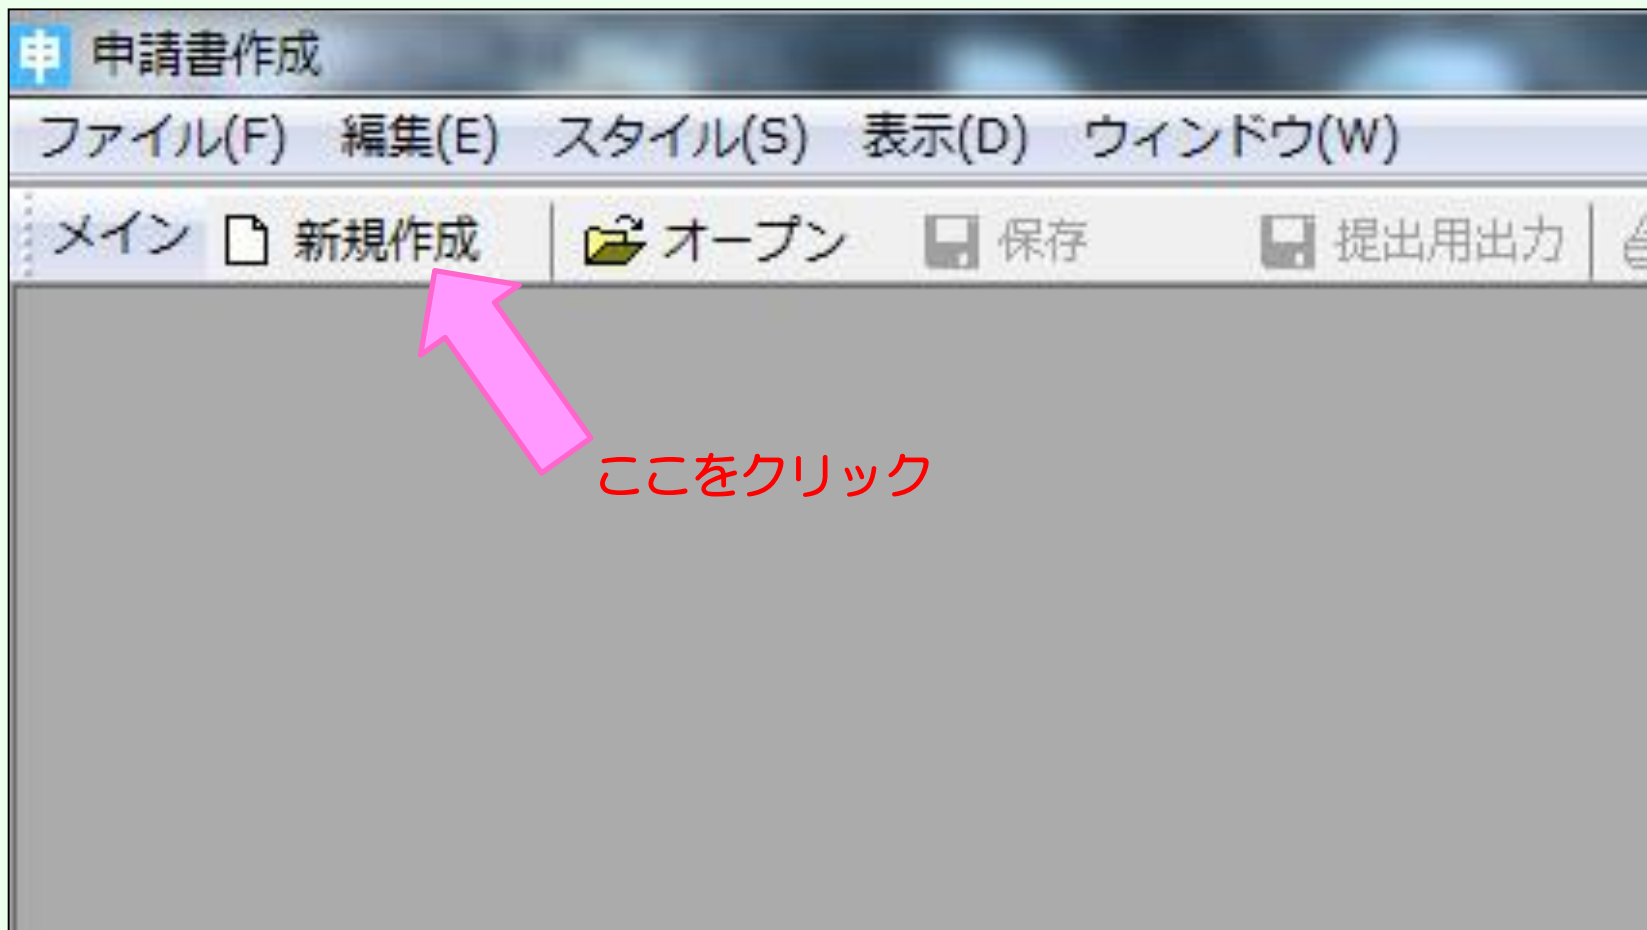 申 申請書作成
ファイル(F) 編集(E) スタイル(S) 表示(D) ウィンドウ(W)
メイン 新規作成 オープン 保存 提出用出力
ここをクリック